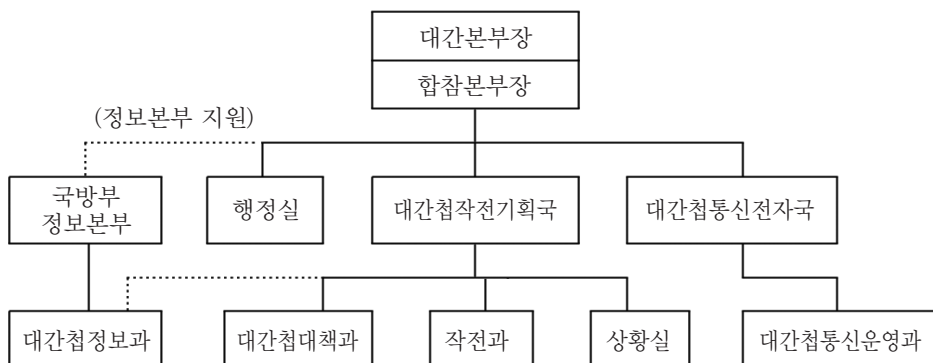 대간본부장
합참본부장
(정보본부 지원)
국방부
정보본부
행정실
대간첩작전기획국
대간첩통신전자국
대간첩정보과
대간첩대책과
작전과
상황실
대간첩통신운영과